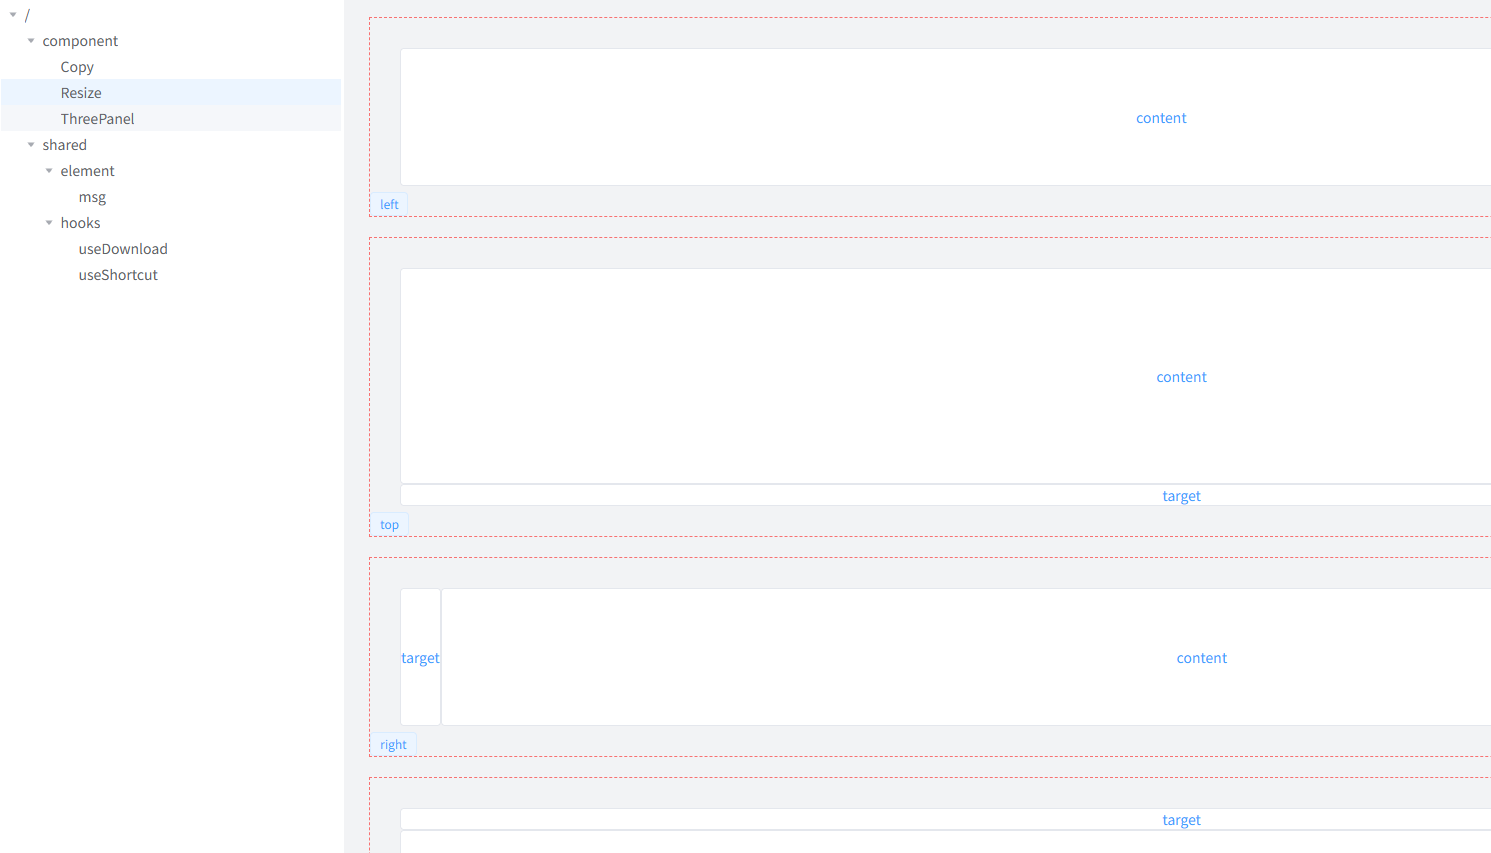 /
component
Copy
Resize
ThreePanel
shared
element
msg
hooks
useDownload
useShortcut
content
left
content
target
top
target
content
right
target